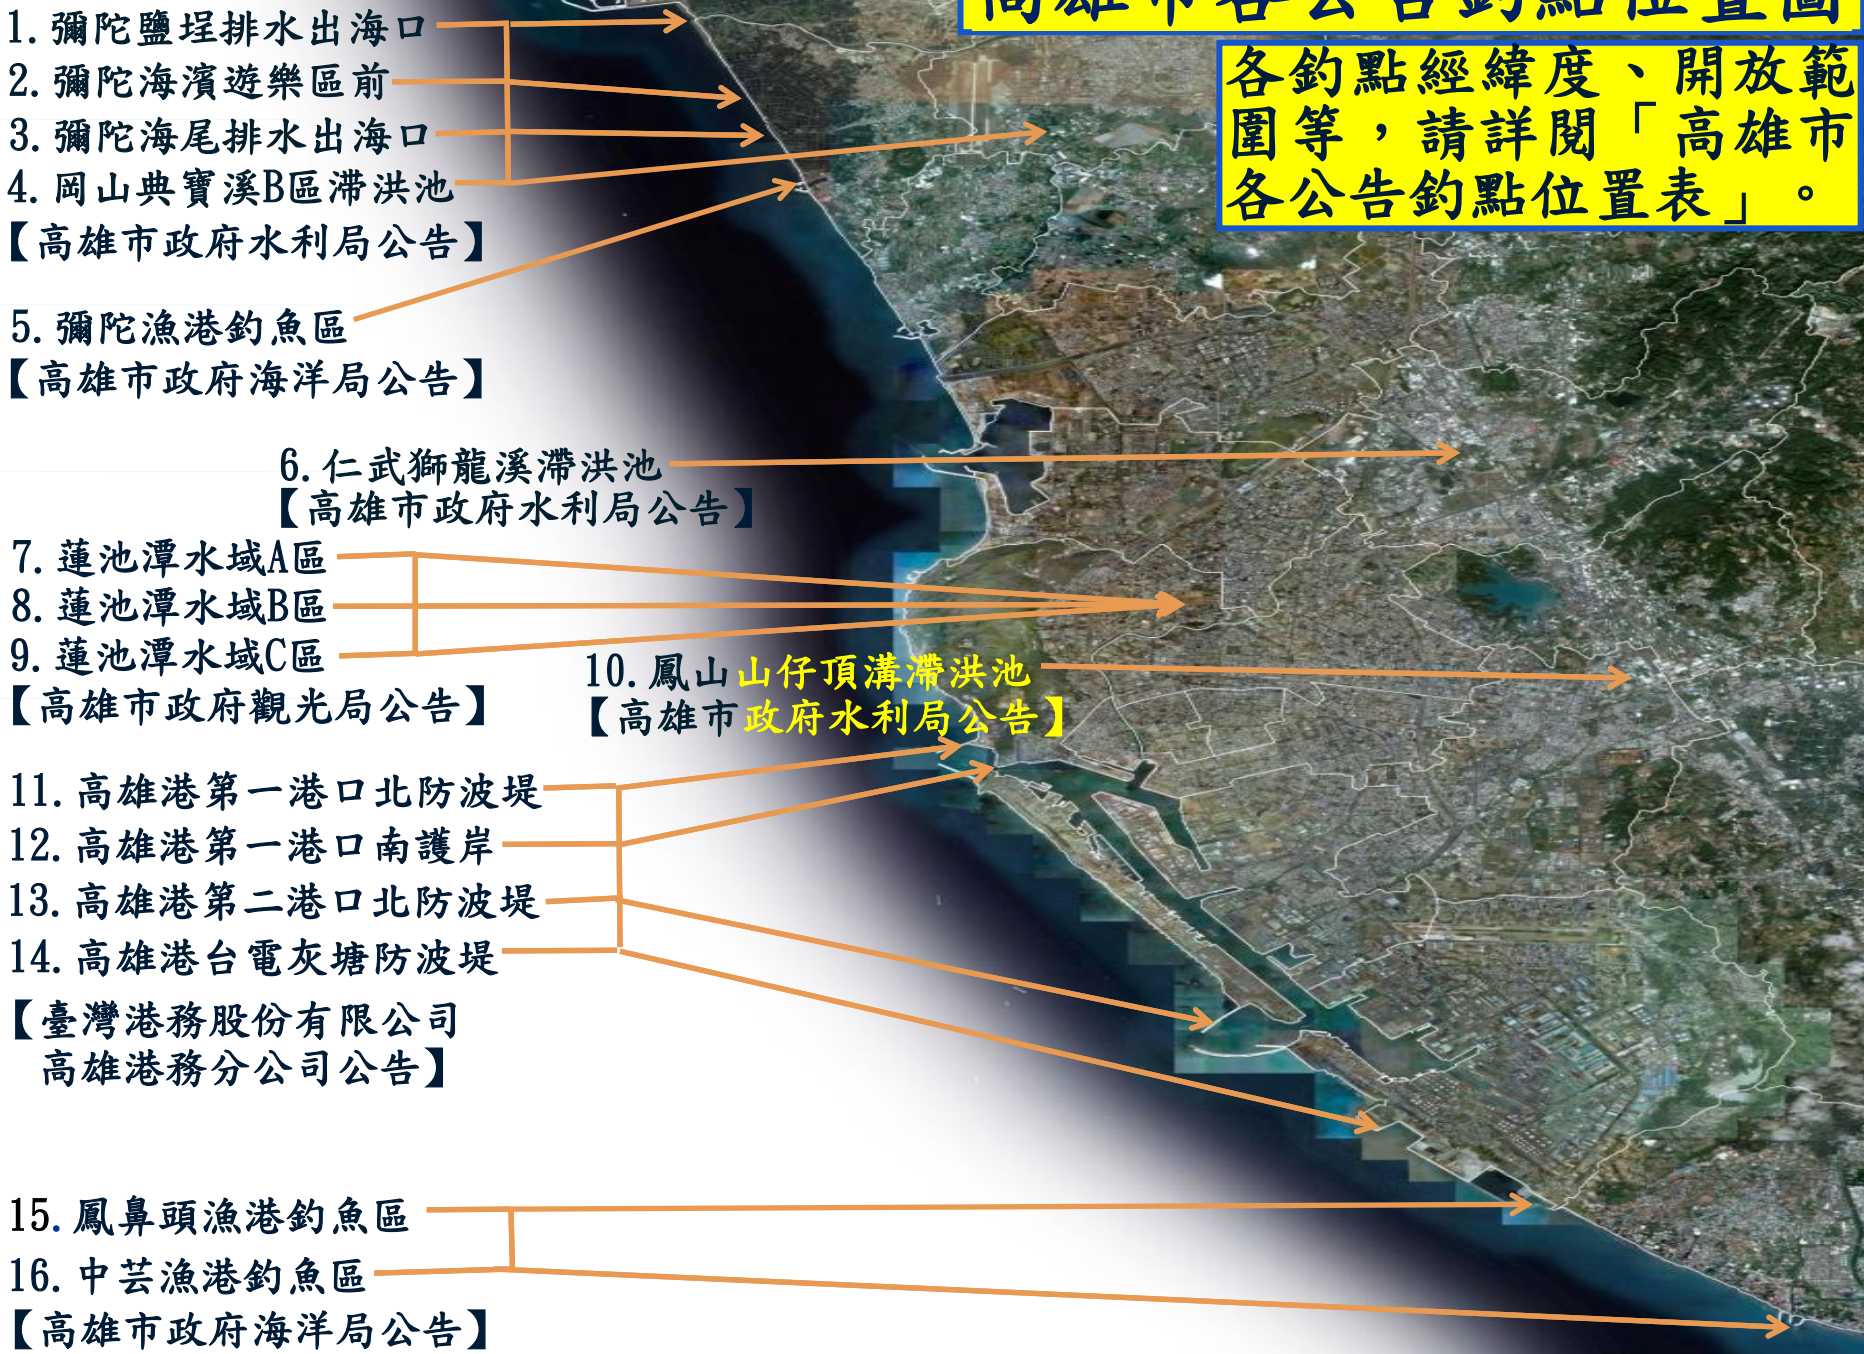 高雄市各公告釣點位置圖
各釣點經緯度、開放範
圍等，請詳閱「高雄市
各公告釣點位置表」。
1.彌陀鹽埕排水出海口
2.彌陀海濱遊樂區前
3.彌陀海尾排水出海口
4.岡山典寶溪B區滯洪池
【高雄市政府水利局公告】
5.彌陀漁港釣魚區
【高雄市政府海洋局公告】
6.仁武獅龍溪滯洪池
【高雄市政府水利局公告】
7.蓮池潭水域A區
8.蓮池潭水域B區
9.蓮池潭水域C區
【高雄市政府觀光局公告】
10.鳳山山仔頂溝滯洪池
【高雄市政府水利局公告】
11.高雄港第一港口北防波堤
12.高雄港第一港口南護岸
13.高雄港第二港口北防波堤
14.高雄港台電灰塘防波堤
【臺灣港務股份有限公司
高雄港務分公司公告】
15.鳳鼻頭漁港釣魚區
16.中芸漁港釣魚區
【高雄市政府海洋局公告】